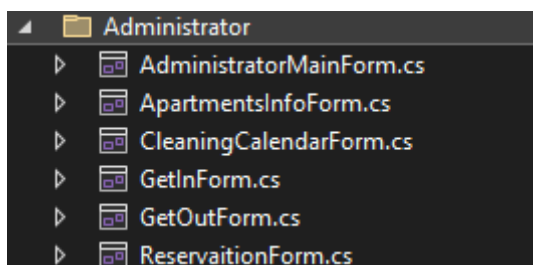 Administrator
AdministratorMainForm.cs
ApartmentsInfoForm.cs
CleaningCalendarForm.cs
GetInForm.cs
GetOutForm.cs
ReservaitionForm.cs